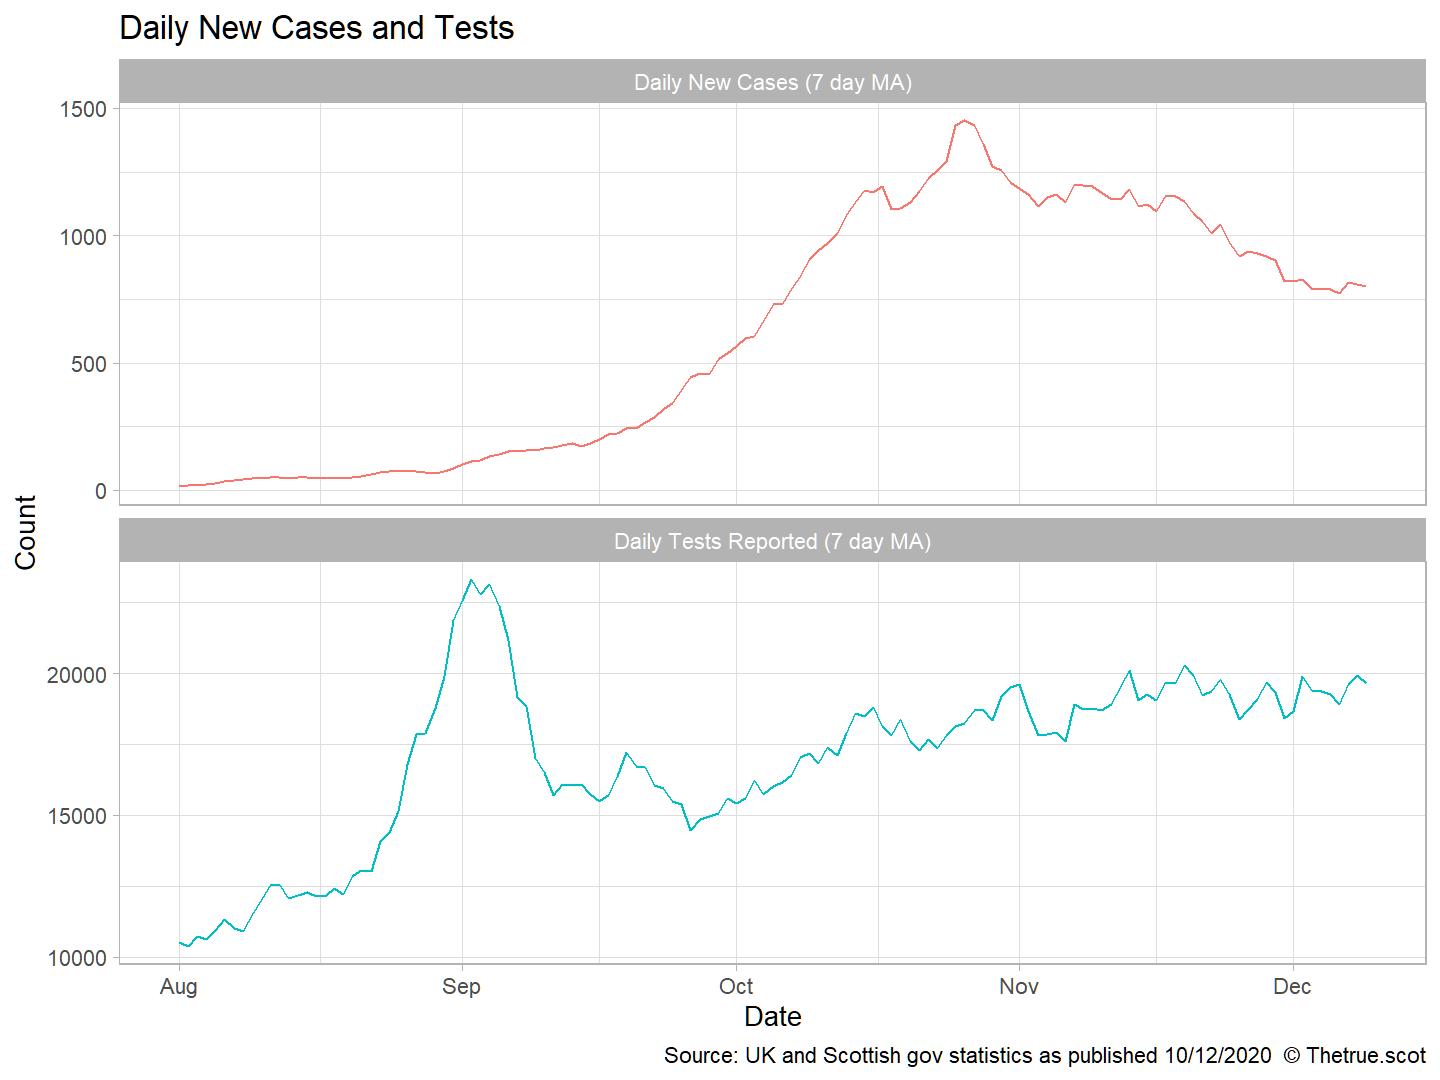 Daily New Cases and Tests
Daily New Cases (7 day MA)
1500
1000
500
0
Count
Daily Tests Reported (7 day MA)
20000
15000
10000
Aug Sep Oct Nov Dec
Date
Source: UK and Scottish gov statistics as published 10/12/2020 © Thetrue.scot